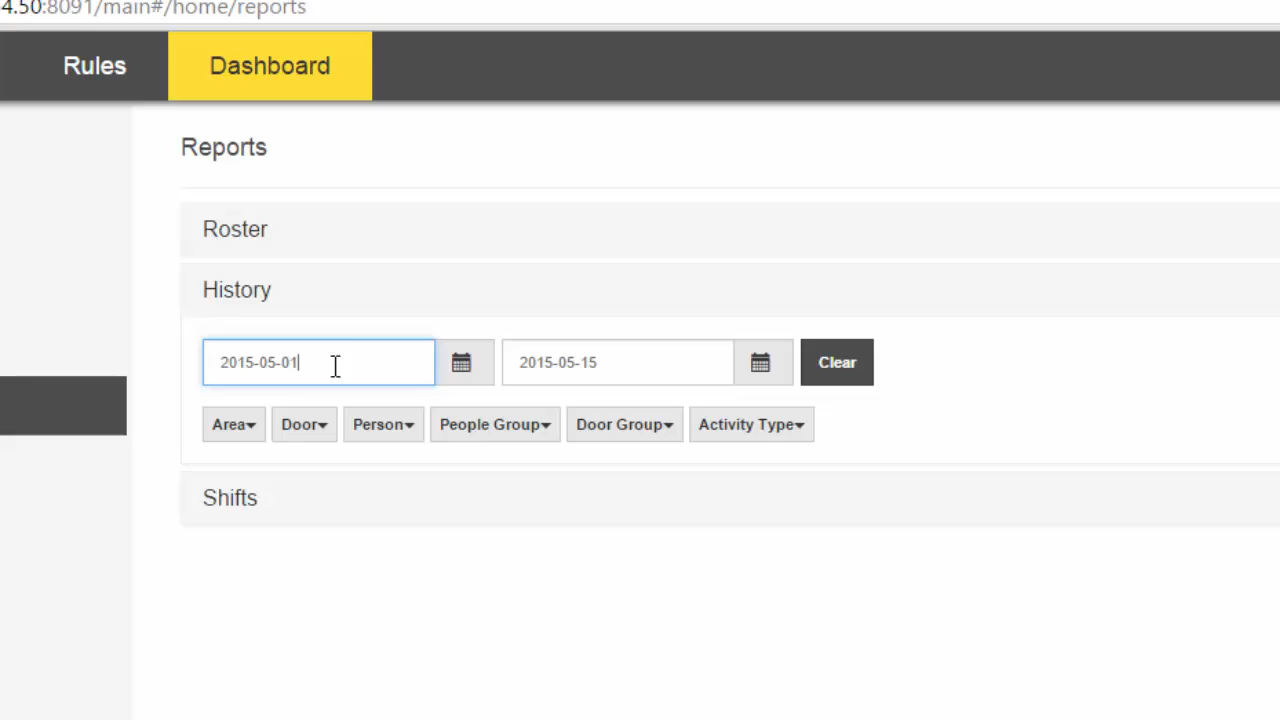 4.50:8091/main#/home/reports
Rules Dashboard
Reports
Roster
History
2015-05-01 2015-05-15 Clear
Area Door Person People Group Door Group Activity Type
Shifts